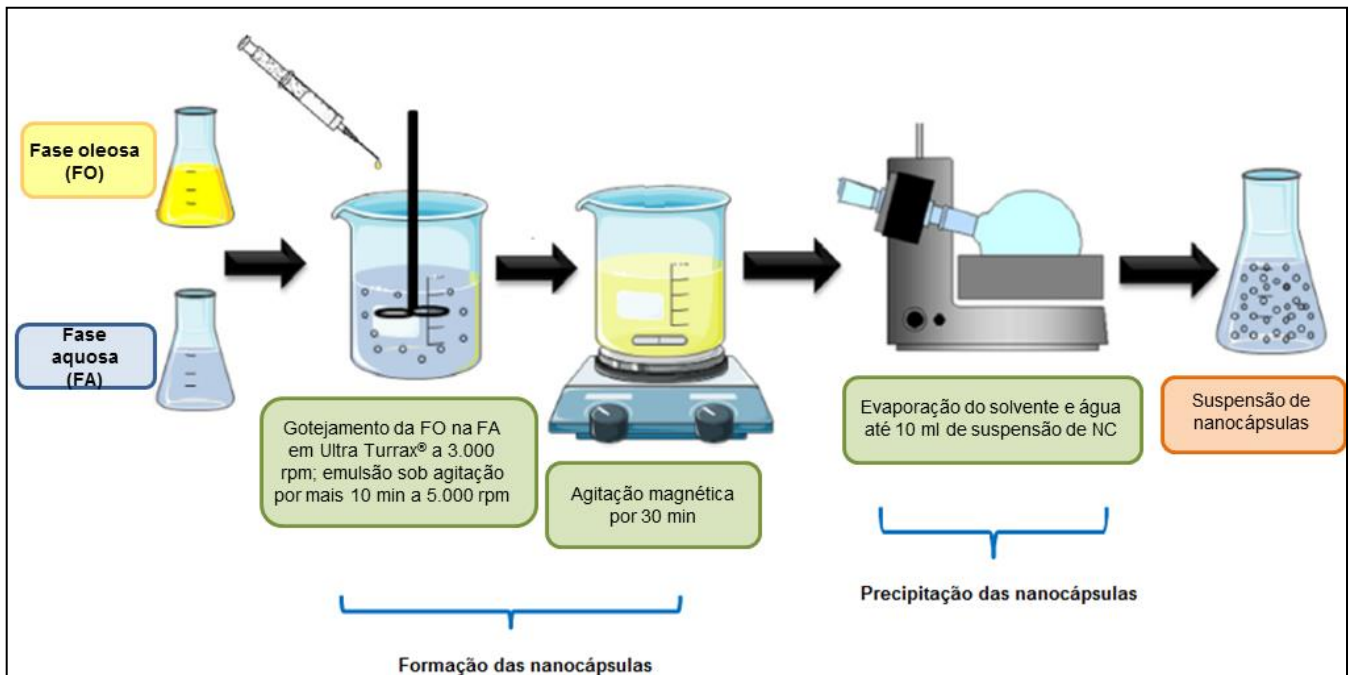 Fase oleosa
(FO)
Fase
aquosa
(FA)
Gotejamento da FO na FA
em Ultra Turrax® a 3.000
rpm; emulsão sob agitação
por mais 10 min a 5.000 rpm
Agitação magnética
por 30 min
Evaporação do solvente e água
até 10 ml de suspensão de NC
Suspensão de
nanocápsulas
Formação das nanocápsulas
Precipitação das nanocápsulas